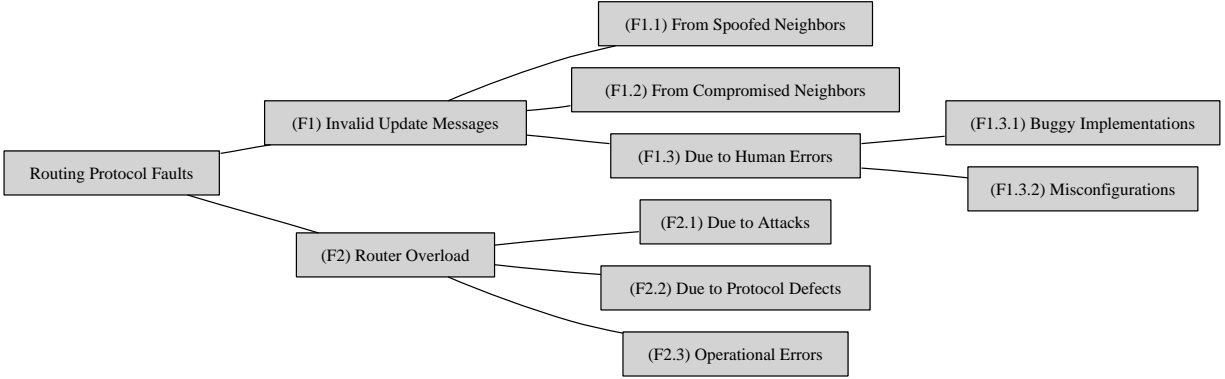 (F1.1) From Spoofed Neighbors
(F1.2) From Compromised Neighbors
(F1) Invalid Update Messages
(F1.3.1) Buggy Implementations
(F1.3) Due to Human Errors
Routing Protocol Faults
(F1.3.2) Misconfigurations
(F2.1) Due to Attacks
(F2) Router Overload
(F2.2) Due to Protocol Defects
(F2.3) Operational Errors